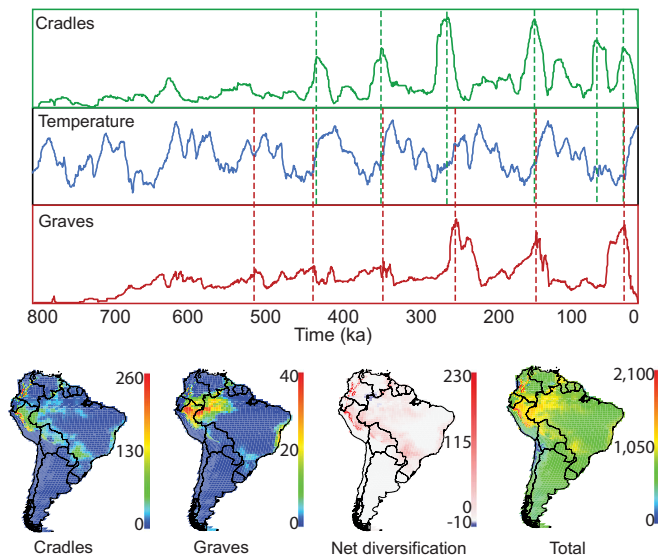 Cradles
Temperature
Graves
800 700 600 500 400 300 200 100 0
Time (ka)
260 40 230 2,100
130 20 115 1,050
0 0 0 0
-10
Cradles Graves Net diversification Total